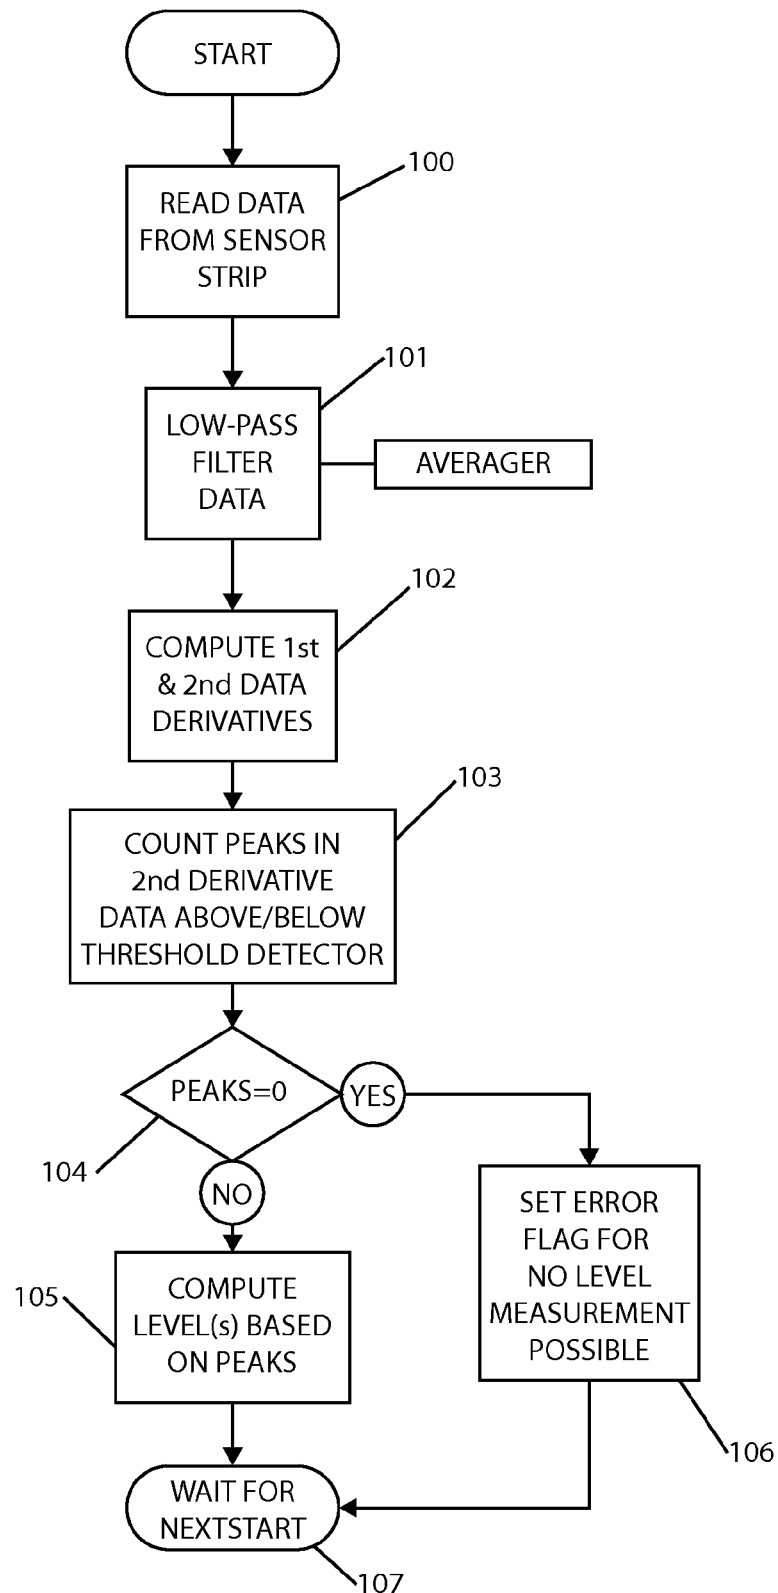 START
100
READ DATA
FROM SENSOR
STRIP
101
LOW-PASS
FILTER
DATA
AVERAGER
102
COMPUTE 1st
& 2nd DATA
DERIVATIVES
103
COUNT PEAKS IN
2nd DERIVATIVE
DATA ABOVE/BELOW
THRESHOLD DETECTOR
PEAKS=0
YES
104
NO
SET ERROR
FLAG FOR
NO LEVEL
MEASUREMENT
POSSIBLE
105
COMPUTE
LEVEL(s) BASED
ON PEAKS
106
WAIT FOR
NEXTSTART
107